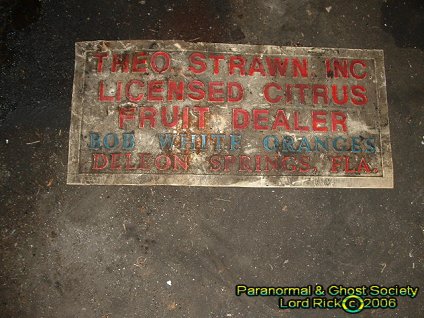 THEO. STRAWN INC
LICENSED CITRUS
FRUIT DEALER
BOB WHITE ORANGES
DELEON SPRINGS, FLA.
Paranormal & Ghost Society
Lord Rick © 2006